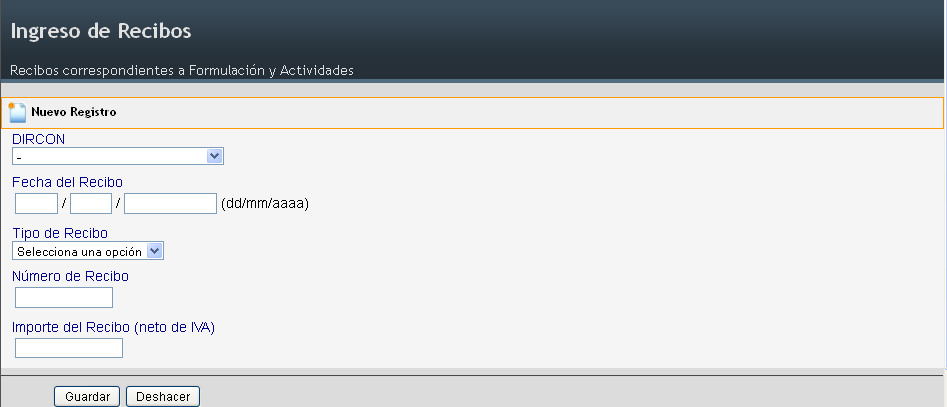 Ingreso de Recibos
Recibos correspondientes a Formulación y Actividades
Nuevo Registro
DIRCON
-
Fecha del Recibo
/ / (dd/mm/aaaa)
Tipo de Recibo
Selecciona una opción
Número de Recibo
Importe del Recibo (neto de IVA)
Guardar Deshacer